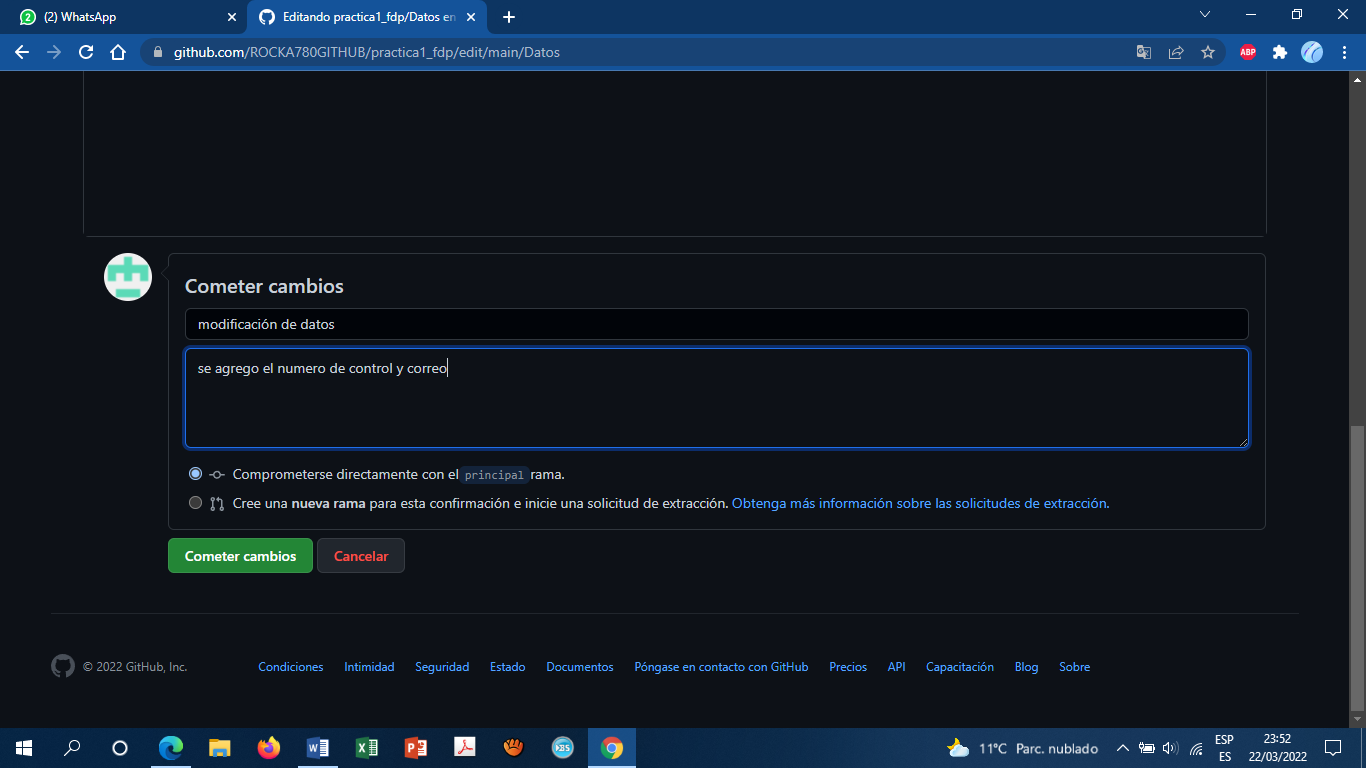 (2) WhatsApp
Editando practica1_fdp/Datos en
github.com/ROCKA780GITHUB/practica1_fdp/edit/main/Datos
ABP
Cometer cambios
modificación de datos
se agrego el numero de control y correo
Comprometerse directamente con el principal rama.
Cree una nueva rama para esta confirmación e inicie una solicitud de extracción. Obtenga más información sobre las solicitudes de extracción.
Cometer cambios Cancelar
© 2022 GitHub, Inc. Condiciones Intimidad Seguridad Estado Documentos Póngase en contacto con GitHub Precios API Capacitación Blog Sobre
11°C Parc. nublado
ESP
ES
23:52
22/03/2022